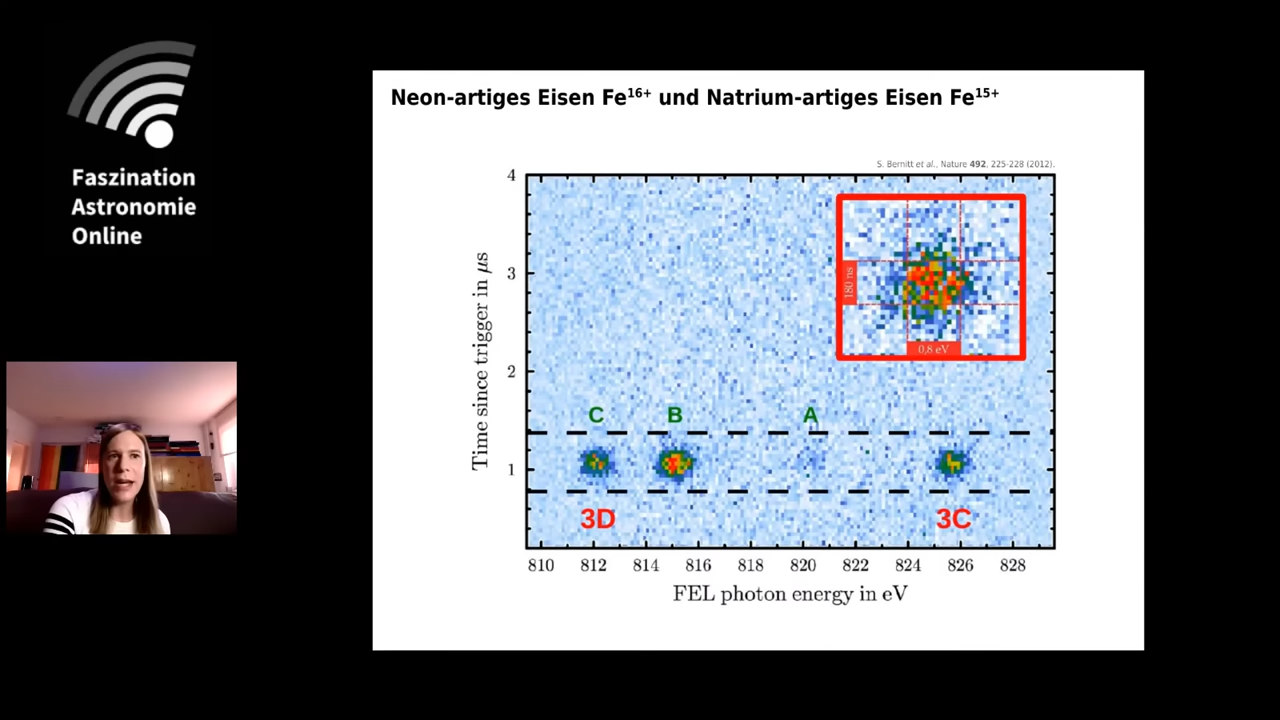 Faszination
Astronomie
Online
Neon-artiges Eisen Fe16+ und Natrium-artiges Eisen Fe15+
S. Bernitt et al., Nature 492, 225-228 (2012).
4
3
2
1
Time since trigger in μs
180 ns
0,8 eV
C
B
A
3D
3C
810 812 814 816 818 820 822 824 826 828
FEL photon energy in eV